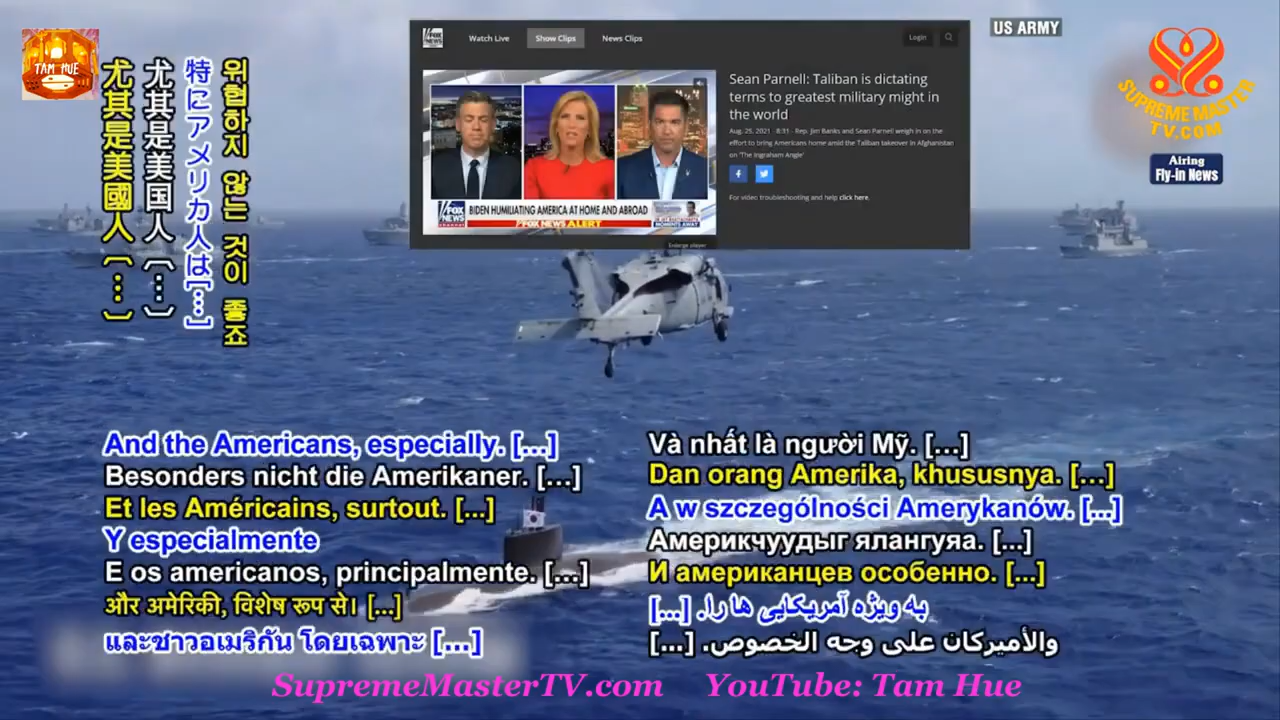 TAM HUE
尤其是美國人〔…〕
尤其是美国人〔…〕
特にアメリカ人は[…]
위협하지 않는 것이 좋죠
FOX NEWS
Watch Live
Show Clips
News Clips
Login
Sean Parnell: Taliban is dictating
terms to greatest military might in
the world
Aug. 25, 2021 - 8:31 - Rep. Jim Banks and Sean Parnell weigh in on the
effort to bring Americans home amid the Taliban takeover in Afghanistan
on 'The Ingraham Angle'
For video troubleshooting and help click here.
FOX NEWS
BIDEN HUMILIATING AMERICA AT HOME AND ABROAD
FOX NEWS ALERT
Enlarge player
US ARMY
SUPREME MASTER
TV.COM
Airing
Fly-in News
And the Americans, especially. [...]
Besonders nicht die Amerikaner. [...]
Et les Américains, surtout. [...]
Y especialmente
E os americanos, principalmente. [...]
और अमेरिकी, विशेष रूप से। [...]
และชาวอเมริกัน โดยเฉพาะ [...]
Và nhất là người Mỹ. [...]
Dan orang Amerika, khususnya. [...]
A w szczególności Amerykanów. [...]
Америкчуудыг ялангуяа. [...]
И американцев особенно. [...]
به ویژه آمریکایی ها را. [...]
والأميركان على وجه الخصوص. [...]
SupremeMasterTV.com
YouTube: Tam Hue